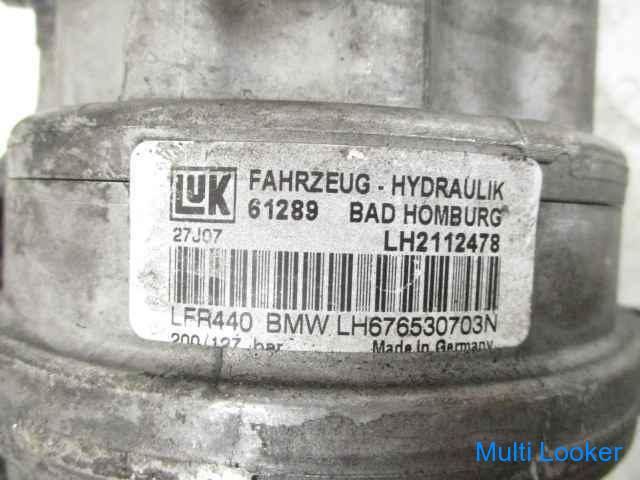 LUK FAHRZEUG - HYDRAULIK
61289 BAD HOMBURG
27J07 LH2112478
LFR440 BMW LH676530703N
200/127 bar Made in Germany
Multi Looker